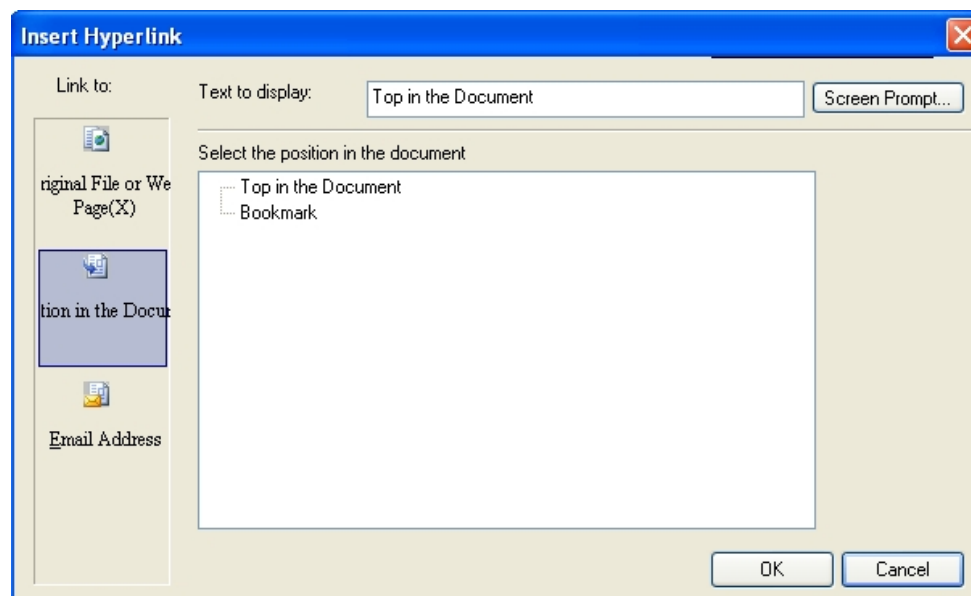 Insert Hyperlink
Link to:
Text to display:
Top in the Document
Screen Prompt...
riginal File or We
Page(X)
tion in the Docu
Email Address
Select the position in the document
Top in the Document
Bookmark
OK
Cancel